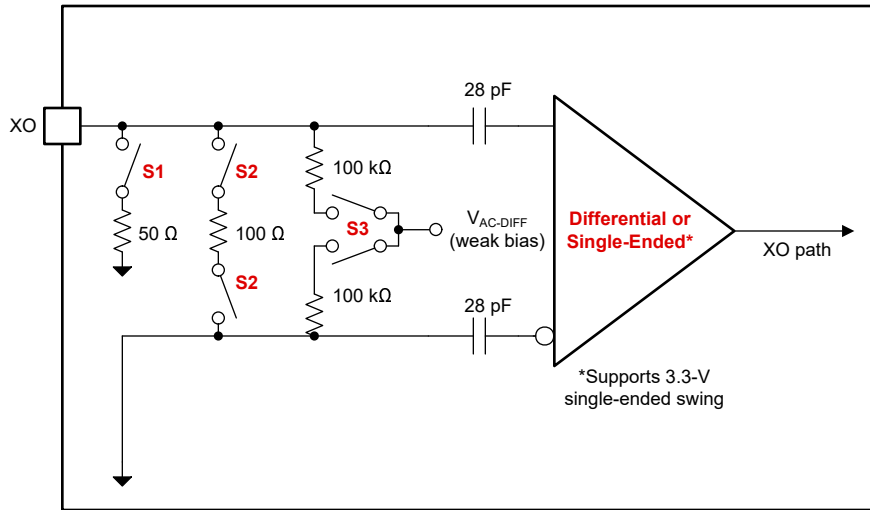 28 pF
XO
S1
S2
100 kΩ
50 Ω
100 Ω
S3
V_AC-DIFF
(weak bias)
Differential or
Single-Ended*
XO path
S2
100 kΩ
28 pF
*Supports 3.3-V
single-ended swing